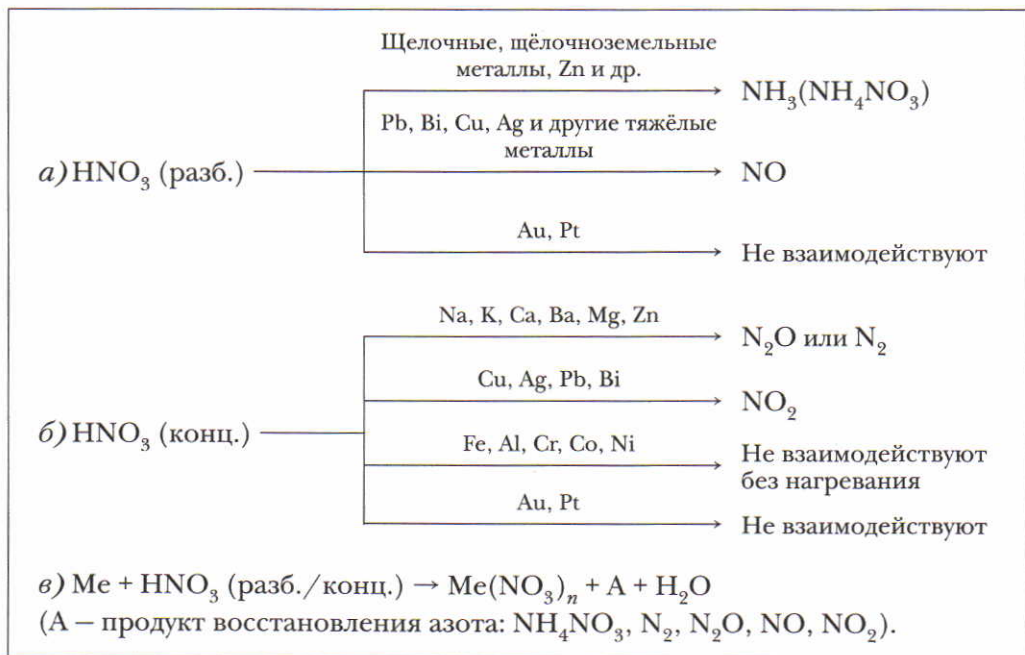 Щелочные, щёлочноземельные
металлы, Zn и др.
NH₃(NH₄NO₃)
Pb, Bi, Cu, Ag и другие тяжёлые
металлы
а) HNO₃ (разб.)
NO
Au, Pt
Не взаимодействуют
Na, K, Ca, Ba, Mg, Zn
N₂O или N₂
Cu, Ag, Pb, Bi
NO₂
б) HNO₃ (конц.)
Fe, Al, Cr, Co, Ni
Не взаимодействуют
без нагревания
Au, Pt
Не взаимодействуют
в) Me + HNO₃ (разб./конц.) → Me(NO₃)ₙ + A + H₂O
(A — продукт восстановления азота: NH₄NO₃, N₂, N₂O, NO, NO₂).